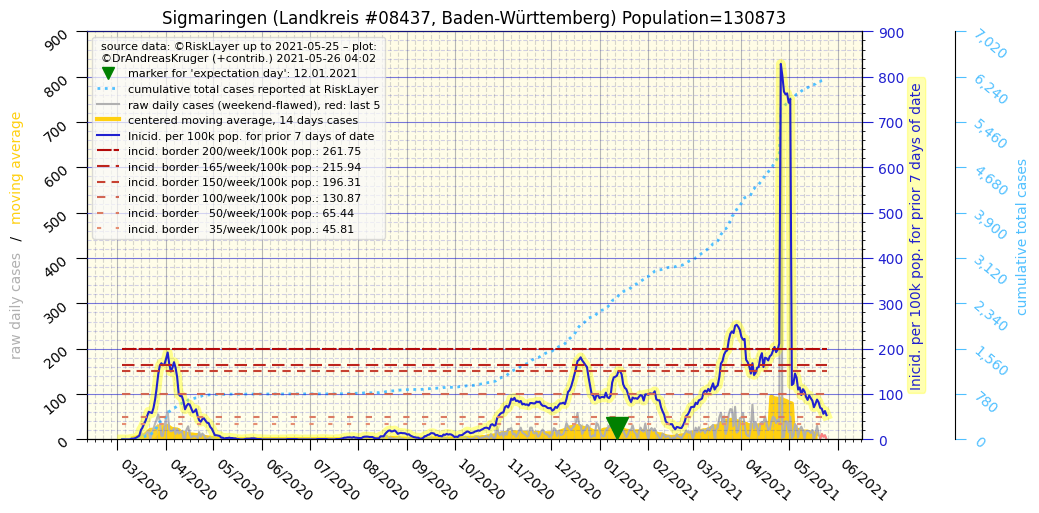 Sigmaringen (Landkreis #08437, Baden-Württemberg) Population=130873
source data: ©RiskLayer up to 2021-05-25 – plot:
©DrAndreasKruger (+contrib.) 2021-05-26 04:02
marker for 'expectation day': 12.01.2021
cumulative total cases reported at RiskLayer
raw daily cases (weekend-flawed), red: last 5
centered moving average, 14 days cases
Inicid. per 100k pop. for prior 7 days of date
incid. border 200/week/100k pop.: 261.75
incid. border 165/week/100k pop.: 215.94
incid. border 150/week/100k pop.: 196.31
incid. border 100/week/100k pop.: 130.87
incid. border 50/week/100k pop.: 65.44
incid. border 35/week/100k pop.: 45.81
raw daily cases / moving average
900
800
700
600
500
400
300
200
100
0
03/2020
04/2020
05/2020
06/2020
07/2020
08/2020
09/2020
10/2020
11/2020
12/2020
01/2021
02/2021
03/2021
04/2021
05/2021
06/2021
900
800
700
600
500
400
300
200
100
0
Inicid. per 100k pop. for prior 7 days of date
7,020
6,240
5,460
4,680
3,900
3,120
2,340
1,560
780
0
cumulative total cases